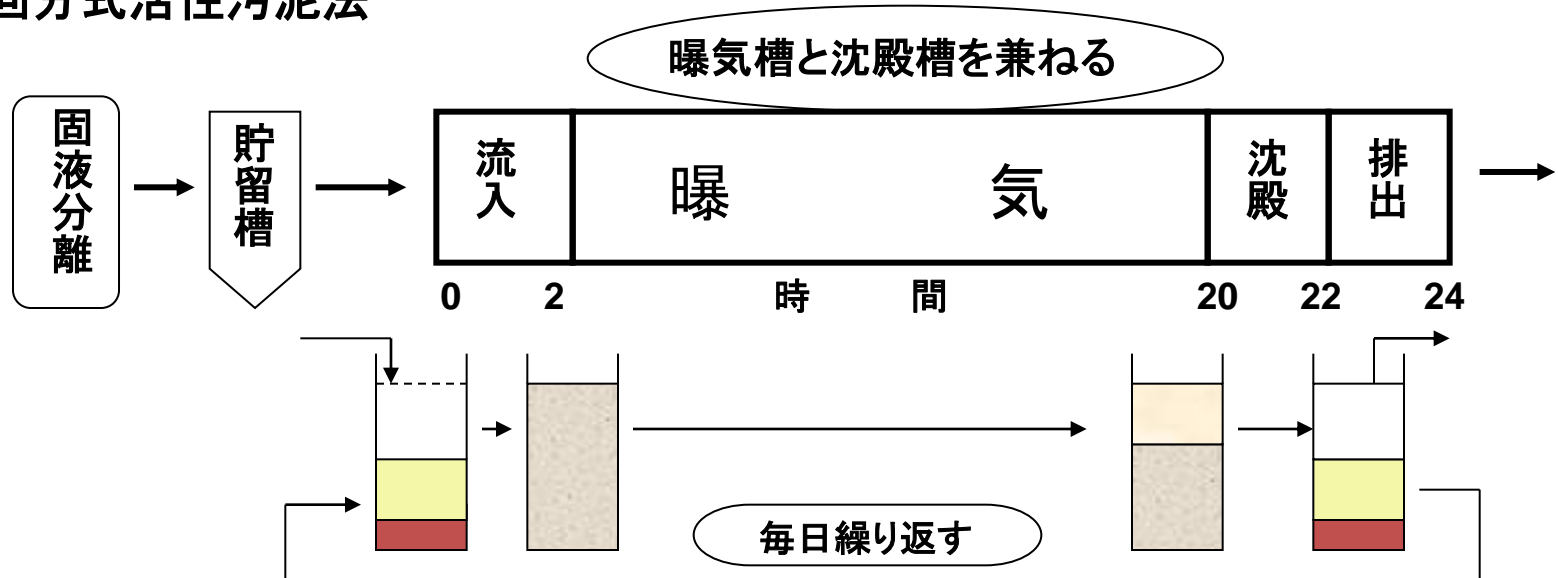 回分式活性汚泥法
曝気槽と沈殿槽を兼ねる
固液分離
貯留槽
流入
曝気
沈殿
排出
0 2 時間 20 22 24
毎日繰り返す